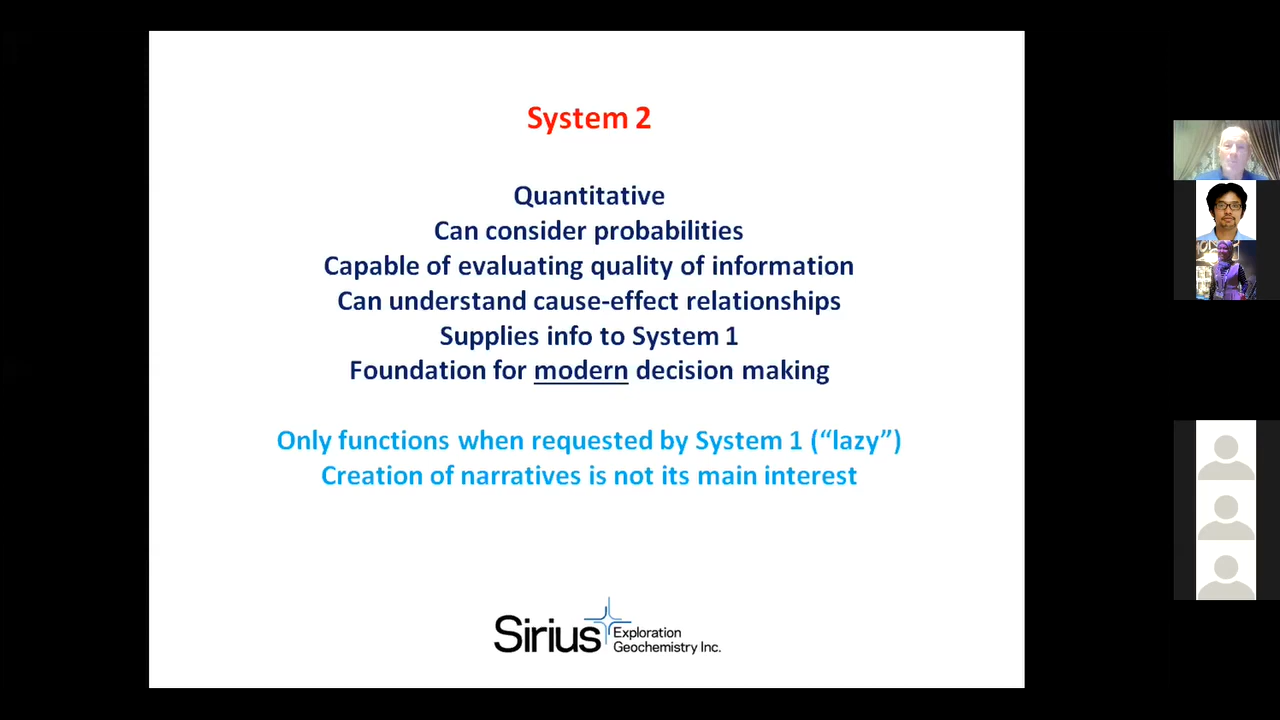 System 2
Quantitative
Can consider probabilities
Capable of evaluating quality of information
Can understand cause-effect relationships
Supplies info to System 1
Foundation for modern decision making
Only functions when requested by System 1 (“lazy”)
Creation of narratives is not its main interest
Sirius Exploration
Geochemistry Inc.